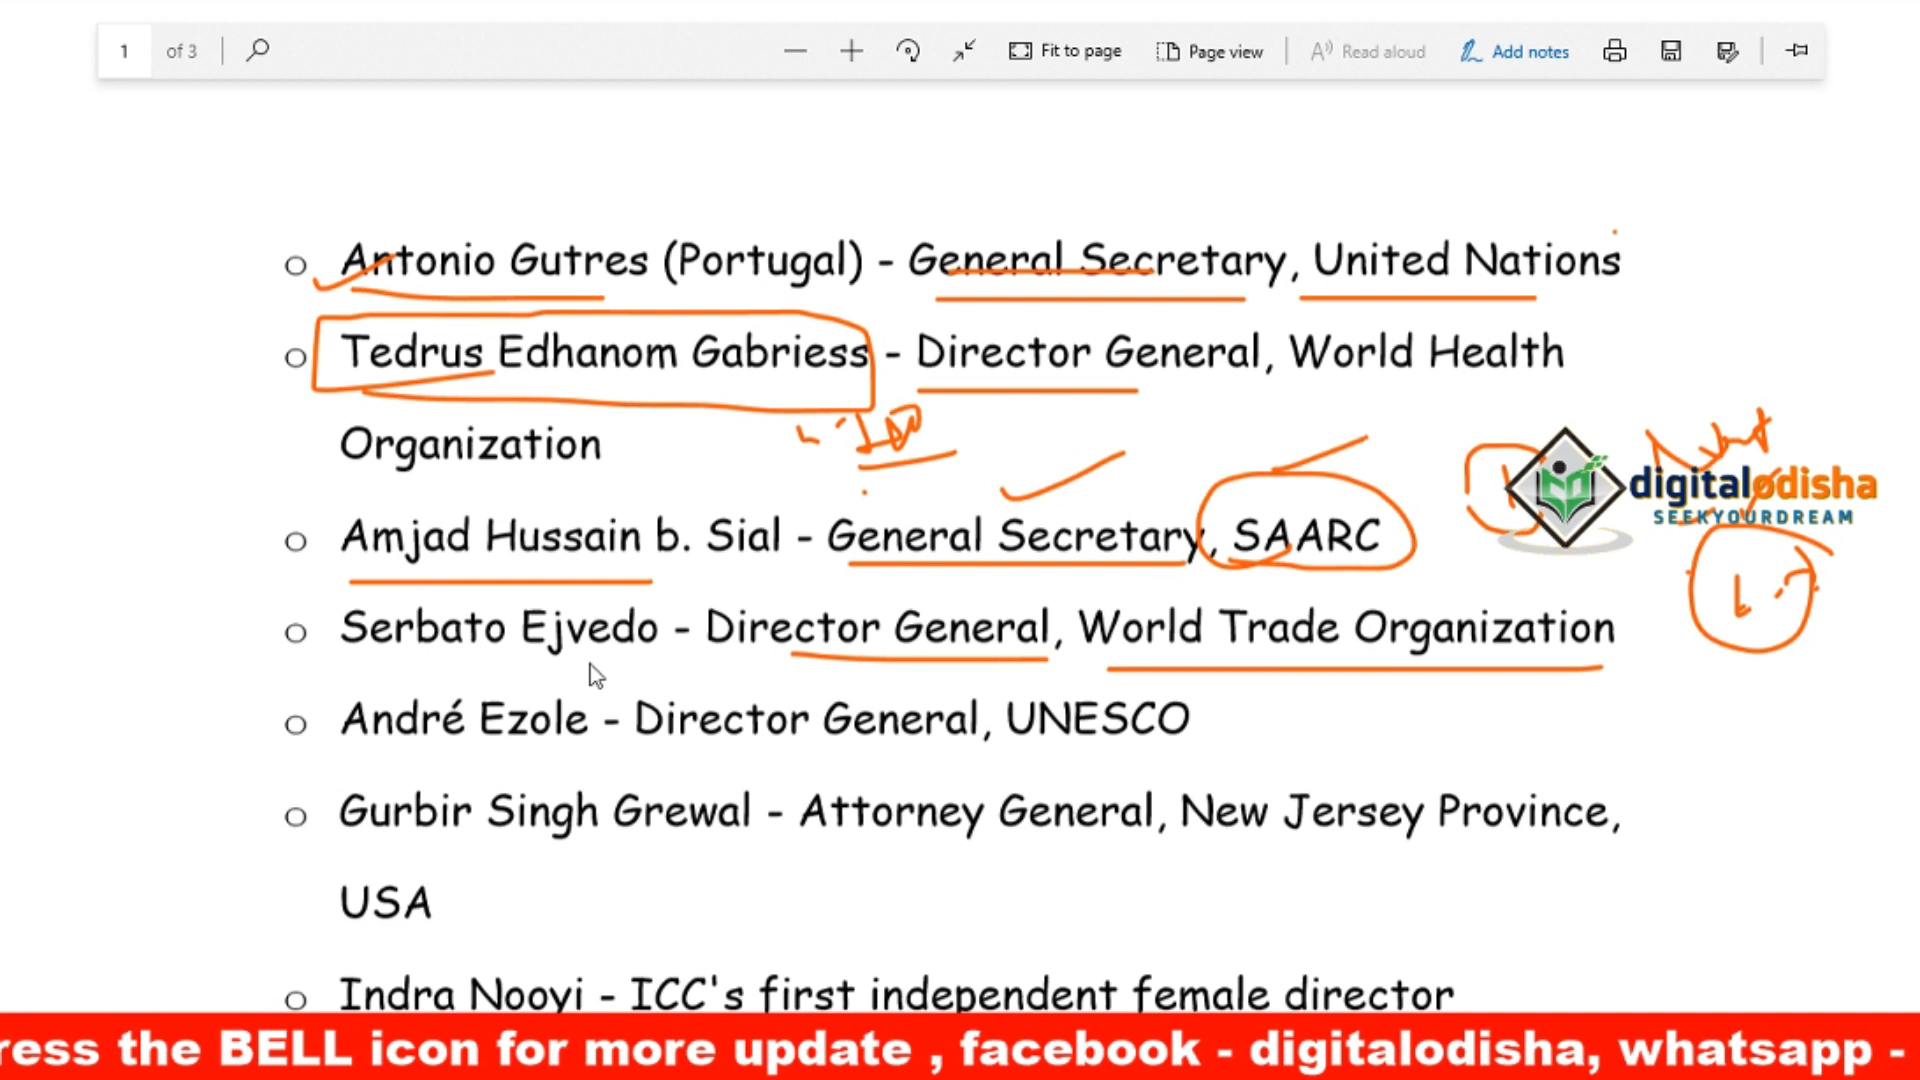 1 of 3 Fit to page Page view Read aloud Add notes
o Antonio Gutres (Portugal) - General Secretary, United Nations
o Tedrus Edhanom Gabriess - Director General, World Health
Organization
o Amjad Hussain b. Sial - General Secretary, SAARC
digitalodisha
SEEKYOURDREAM
o Serbato Ejvedo - Director General, World Trade Organization
o André Ezole - Director General, UNESCO
o Gurbir Singh Grewal - Attorney General, New Jersey Province,
USA
o Indra Nooyi - ICC's first independent female director
ress the BELL icon for more update , facebook - digitalodisha, whatsapp -